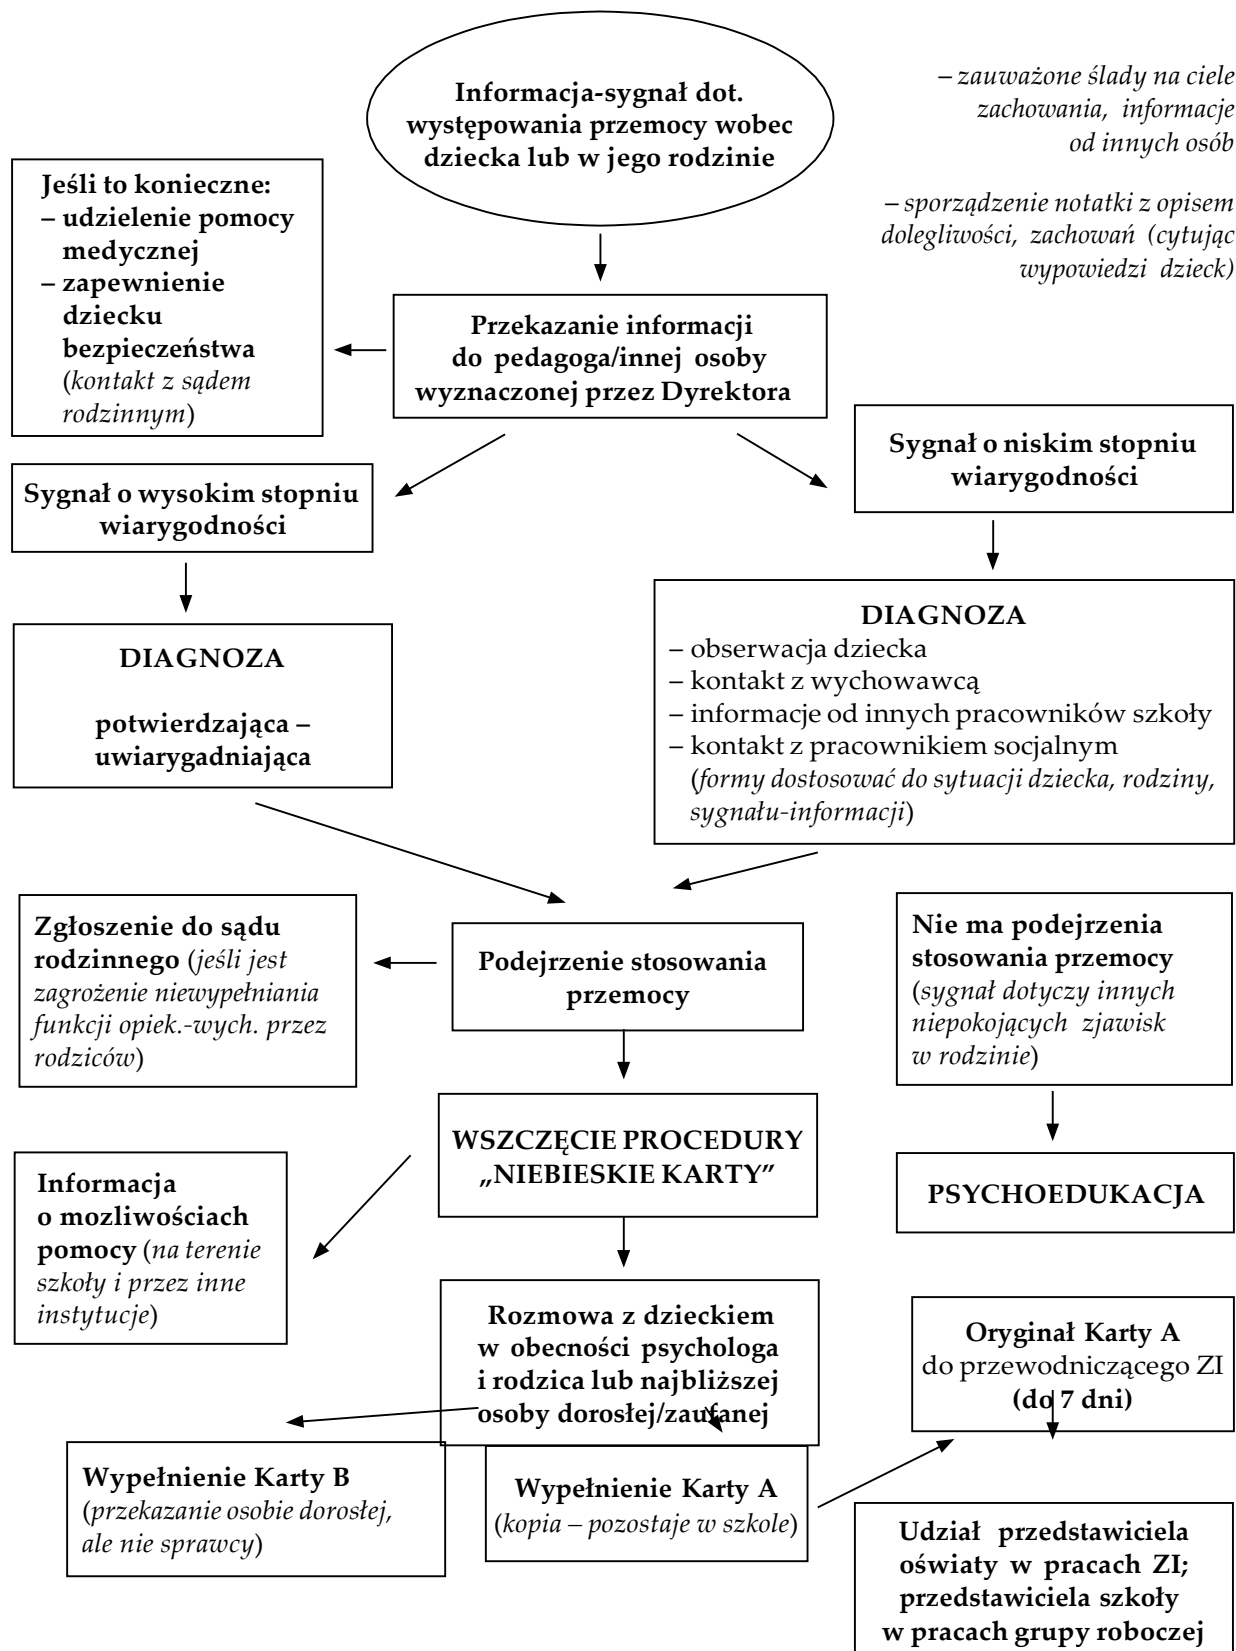 Informacja-sygnał dot.
występowania przemocy wobec
dziecka lub w jego rodzinie
– zauważone ślady na ciele
zachowania, informacje
od innych osób
– sporządzenie notatki z opisem
dolegliwości, zachowań (cytując
wypowiedzi dzieck)
Jeśli to konieczne:
– udzielenie pomocy
medycznej
– zapewnienie
dziecku
bezpieczeństwa
(kontakt z sądem
rodzinnym)
Przekazanie informacji
do pedagoga/innej osoby
wyznaczonej przez Dyrektora
Sygnał o wysokim stopniu
wiarygodności
Sygnał o niskim stopniu
wiarygodności
DIAGNOZA
potwierdzająca –
uwiarygadniająca
DIAGNOZA
– obserwacja dziecka
– kontakt z wychowawcą
– informacje od innych pracowników szkoły
– kontakt z pracownikiem socjalnym
(formy dostosować do sytuacji dziecka, rodziny,
sygnału-informacji)
Zgłoszenie do sądu
rodzinnego (jeśli jest
zagrożenie niewypełniania
funkcji opiek.-wych. przez
rodziców)
Podejrzenie stosowania
przemocy
Nie ma podejrzenia
stosowania przemocy
(sygnał dotyczy innych
niepokojących zjawisk
w rodzinie)
WSZCZĘCIE PROCEDURY
„NIEBIESKIE KARTY”
PSYCHOEDUKACJA
Informacja
o mozliwościach
pomocy (na terenie
szkoły i przez inne
instytucje)
Rozmowa z dzieckiem
w obecności psychologa
i rodzica lub najbliższej
osoby dorosłej/zaufanej
Oryginał Karty A
do przewodniczącego ZI
(do 7 dni)
Wypełnienie Karty B
(przekazanie osobie dorosłej,
ale nie sprawcy)
Wypełnienie Karty A
(kopia – pozostaje w szkole)
Udział przedstawiciela
oświaty w pracach ZI;
przedstawiciela szkoły
w pracach grupy roboczej